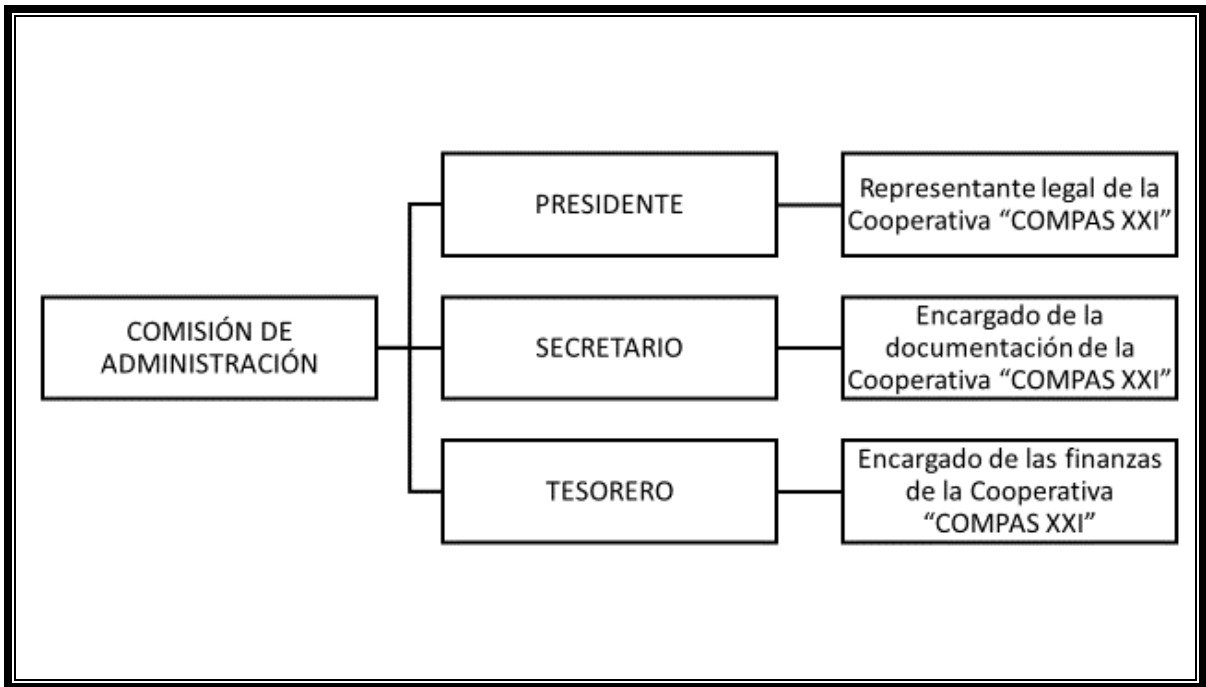 COMISIÓN DE
ADMINISTRACIÓN
PRESIDENTE
Representante legal de la
Cooperativa “COMPAS XXI”
SECRETARIO
Encargado de la
documentación de la
Cooperativa “COMPAS XXI”
TESORERO
Encargado de las finanzas
de la Cooperativa
“COMPAS XXI”